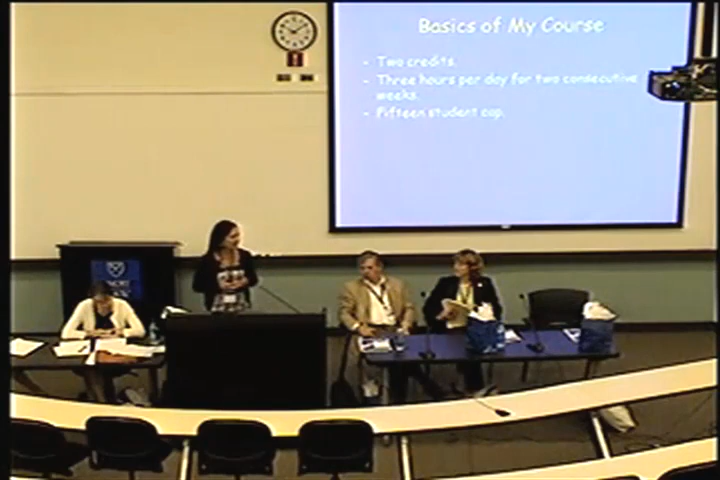 Basics of My Course
- Two credits.
- Three hours per day for two consecutive
weeks.
- Fifteen student cap.